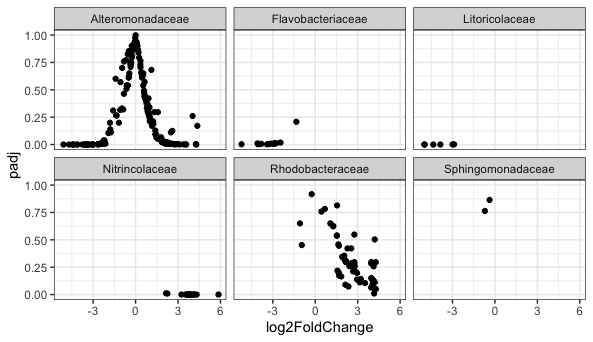 Alteromonadaceae Flavobacteriaceae Litoricolaceae
1.00
0.75
0.50
0.25
0.00
padj
Nitrincolaceae Rhodobacteraceae Sphingomonadaceae
1.00
0.75
0.50
0.25
0.00
-3 0 3 6 -3 0 3 6 -3 0 3 6
log2FoldChange